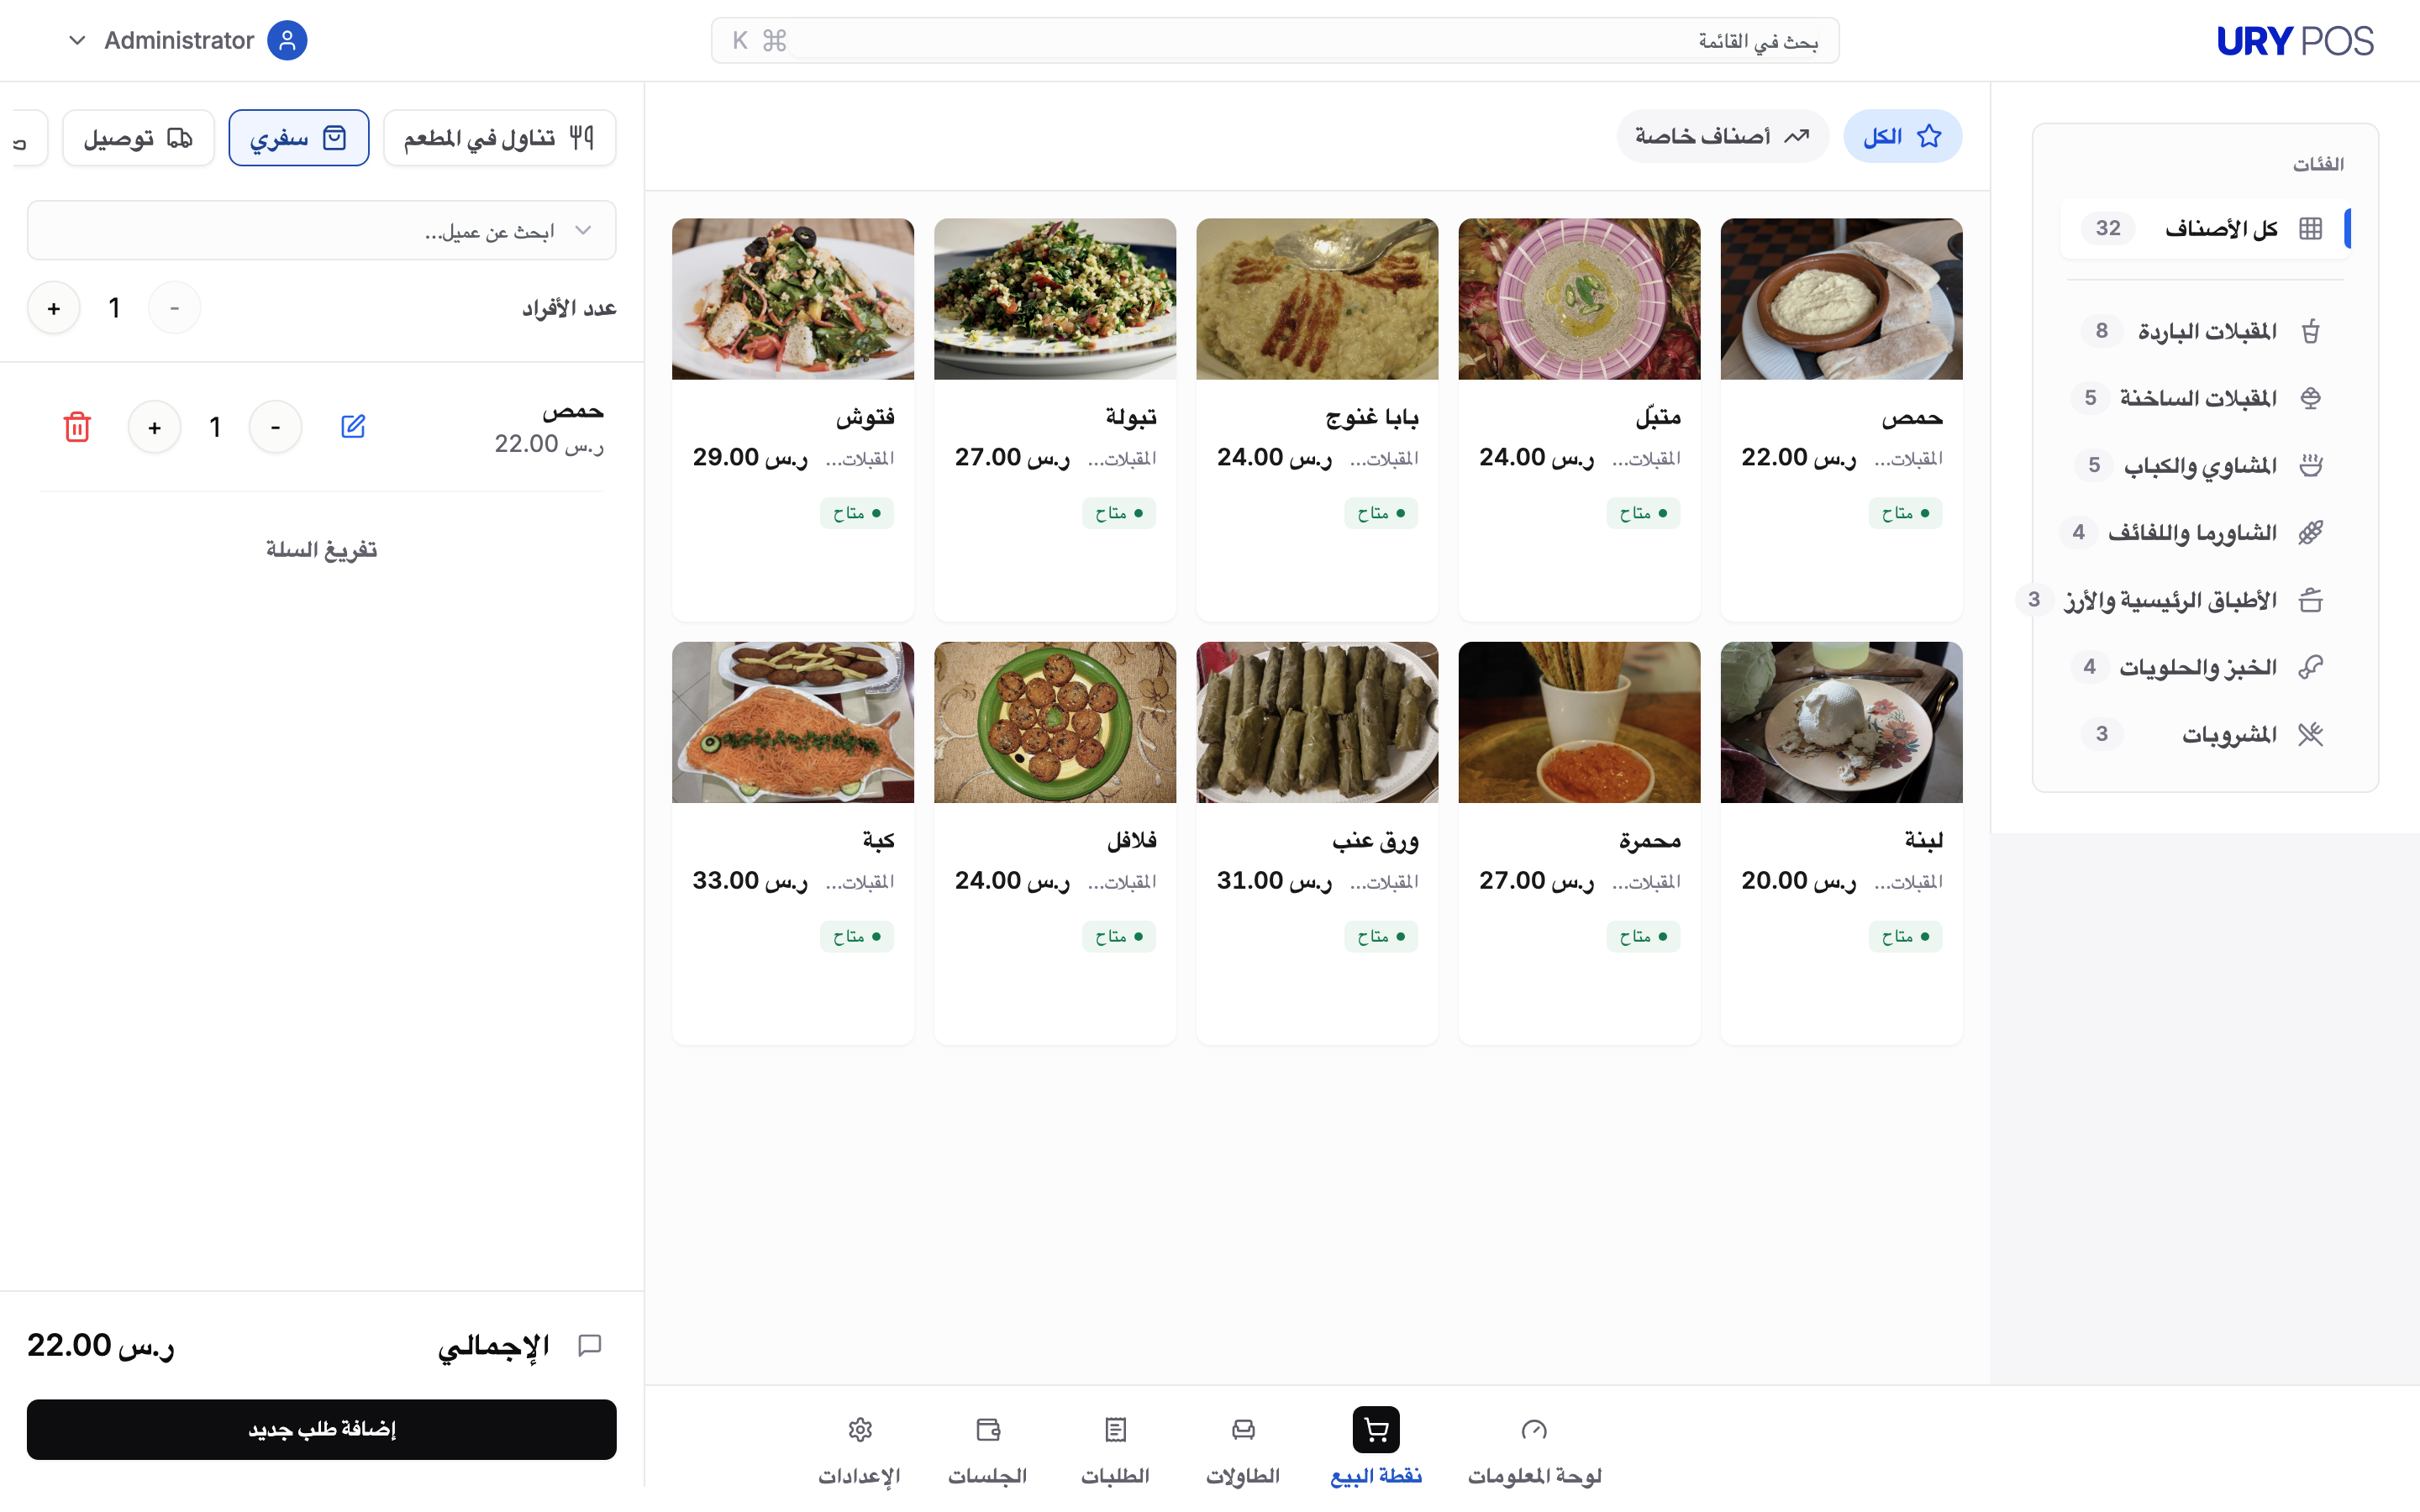 URY POS
بحث في القائمة
⌘ K
Administrator
الفئات
كل الأصناف 32
المقبلات الباردة 8
المقبلات الساخنة 5
المشاوي والكباب 5
الشاورما واللفائف 4
الأطباق الرئيسية والأرز 3
الخبز والحلويات 4
المشروبات 3
الكل
أصناف خاصة
حمص
المقبلات... ر.س 22.00
متاح
متبّل
المقبلات... ر.س 24.00
متاح
بابا غنوج
المقبلات... ر.س 24.00
متاح
تبولة
المقبلات... ر.س 27.00
متاح
فتوش
المقبلات... ر.س 29.00
متاح
لبنة
المقبلات... ر.س 20.00
متاح
محمرة
المقبلات... ر.س 27.00
متاح
ورق عنب
المقبلات... ر.س 31.00
متاح
فلافل
المقبلات... ر.س 24.00
متاح
كبة
المقبلات... ر.س 33.00
متاح
تناول في المطعم
سفري
توصيل
ابحث عن عميل...
عدد الأفراد - 1 +
حمص
ر.س 22.00
- 1 +
تفريغ السلة
الإجمالي ر.س 22.00
إضافة طلب جديد
لوحة المعلومات
نقطة البيع
الطاولات
الطلبات
الجلسات
الإعدادات